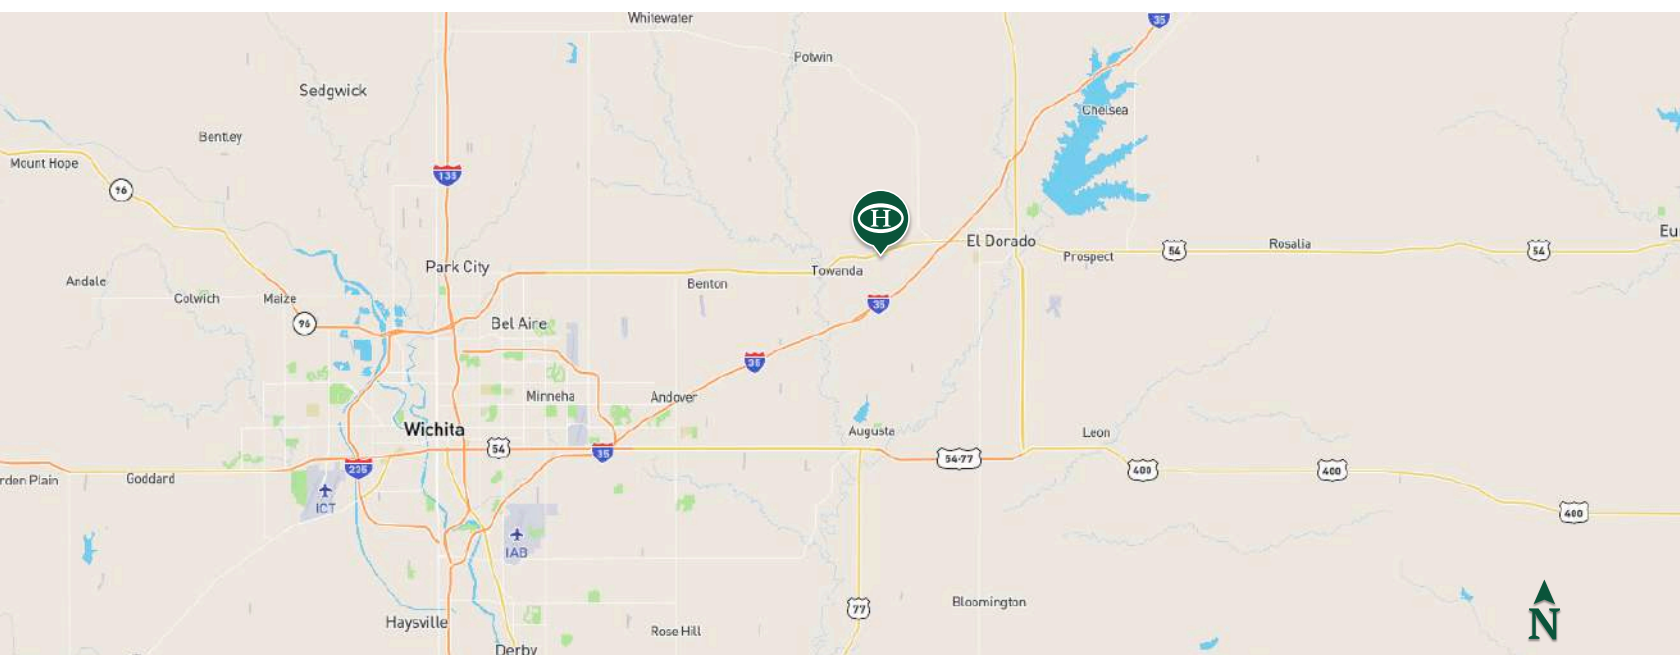 Whitewater
35
Potwin
Sedgwick
Chelsea
Bentley
Mount Hope
135
96
H
El Dorado
Eu
Rosalia
54
54
Prospect
Park City
Towanda
Andale
Benton
Colwich
Maize
35
96
Bel Aire
35
Minneha
Andover
Wichita
Augusta
Leon
54
35
54-77
235
400
400
rden Plain
Goddard
ICT
400
IAB
77
Bloomington
N
Haysville
Rose Hill
Derby